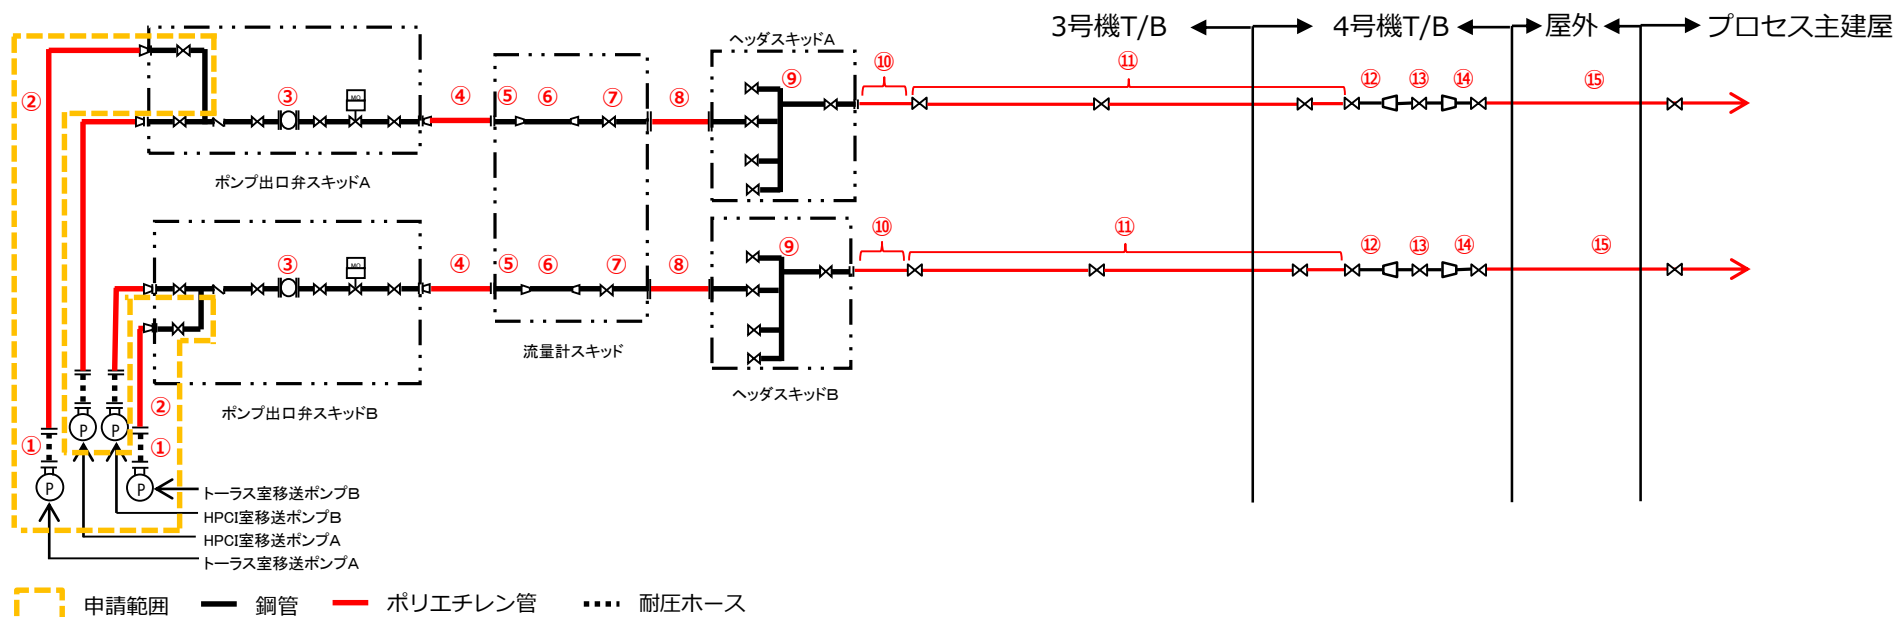 3号機T/B
4号機T/B
屋外
プロセス主建屋
ヘッダスキッドA
⑩
⑪
⑫
⑬
⑭
⑮
②
③
MO
④
⑤
⑥
⑦
⑧
⑨
ポンプ出口弁スキッドA
⑩
⑪
⑫
⑬
⑭
⑮
③
MO
④
⑤
⑥
⑦
⑧
⑨
流量計スキッド
ヘッダスキッドB
ポンプ出口弁スキッドB
②
①
P
P
①
P
P
トーラス室移送ポンプB
HPCI室移送ポンプB
HPCI室移送ポンプA
トーラス室移送ポンプA
申請範囲
鋼管
ポリエチレン管
耐圧ホース